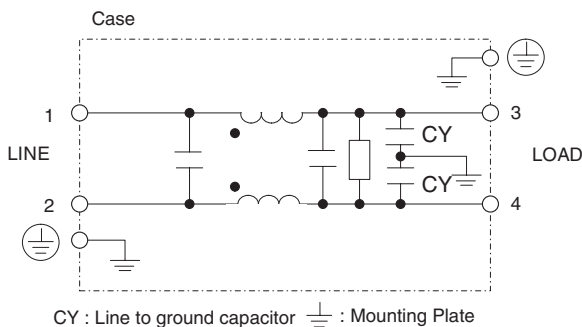 Case
1
3
LINE
CY
LOAD
CY
2
4
CY : Line to ground capacitor : Mounting Plate